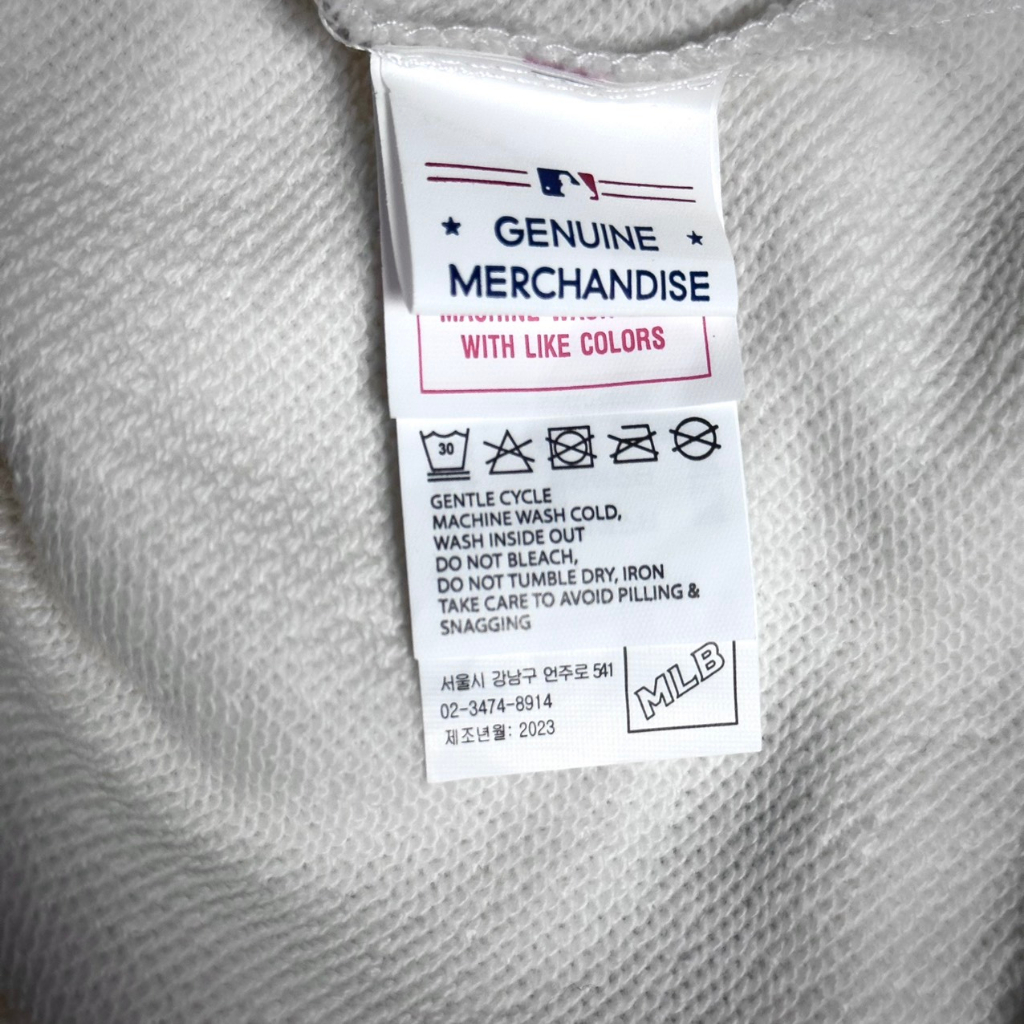 GENUINE
MERCHANDISE
MACHINE WASH
WITH LIKE COLORS
30
GENTLE CYCLE
MACHINE WASH COLD,
WASH INSIDE OUT
DO NOT BLEACH,
DO NOT TUMBLE DRY, IRON
TAKE CARE TO AVOID PILLING &
SNAGGING
서울시 강남구 언주로 541
02-3474-8914
제조년월: 2023
MLB